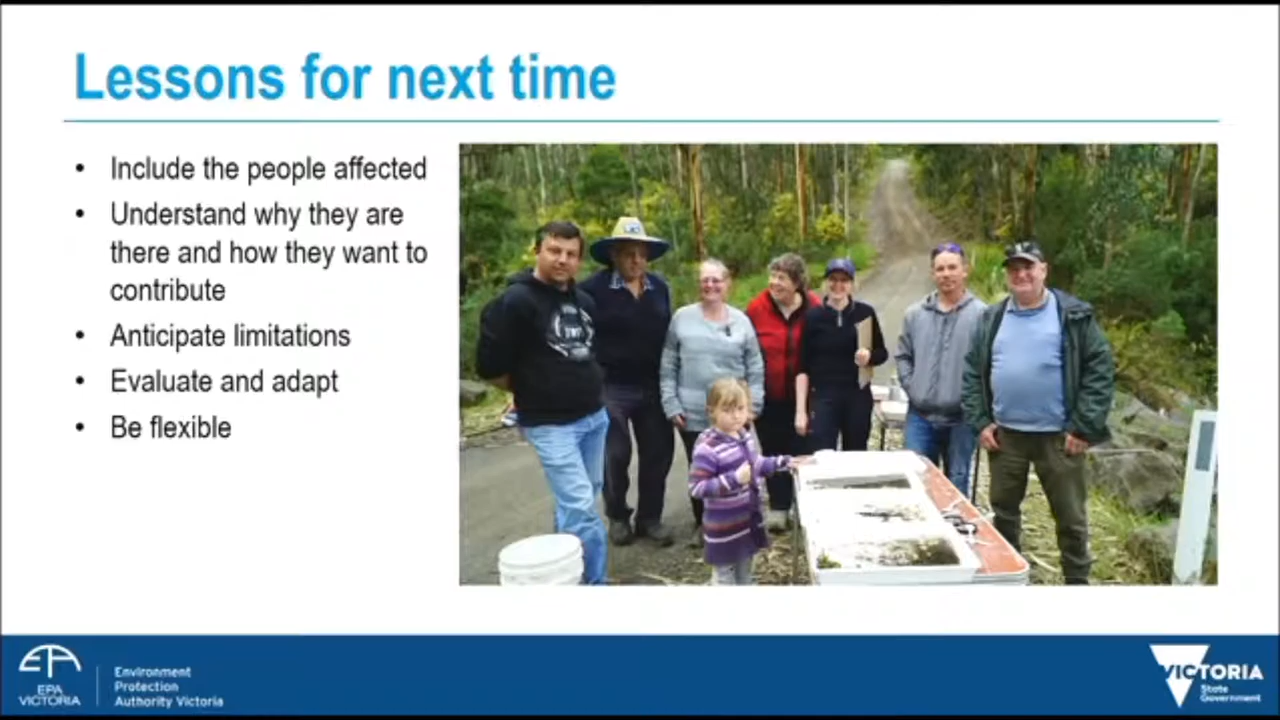 Lessons for next time
• Include the people affected
• Understand why they are
there and how they want to
contribute
• Anticipate limitations
• Evaluate and adapt
• Be flexible
EPA
VICTORIA
Environment
Protection
Authority Victoria
VICTORIA
State
Government